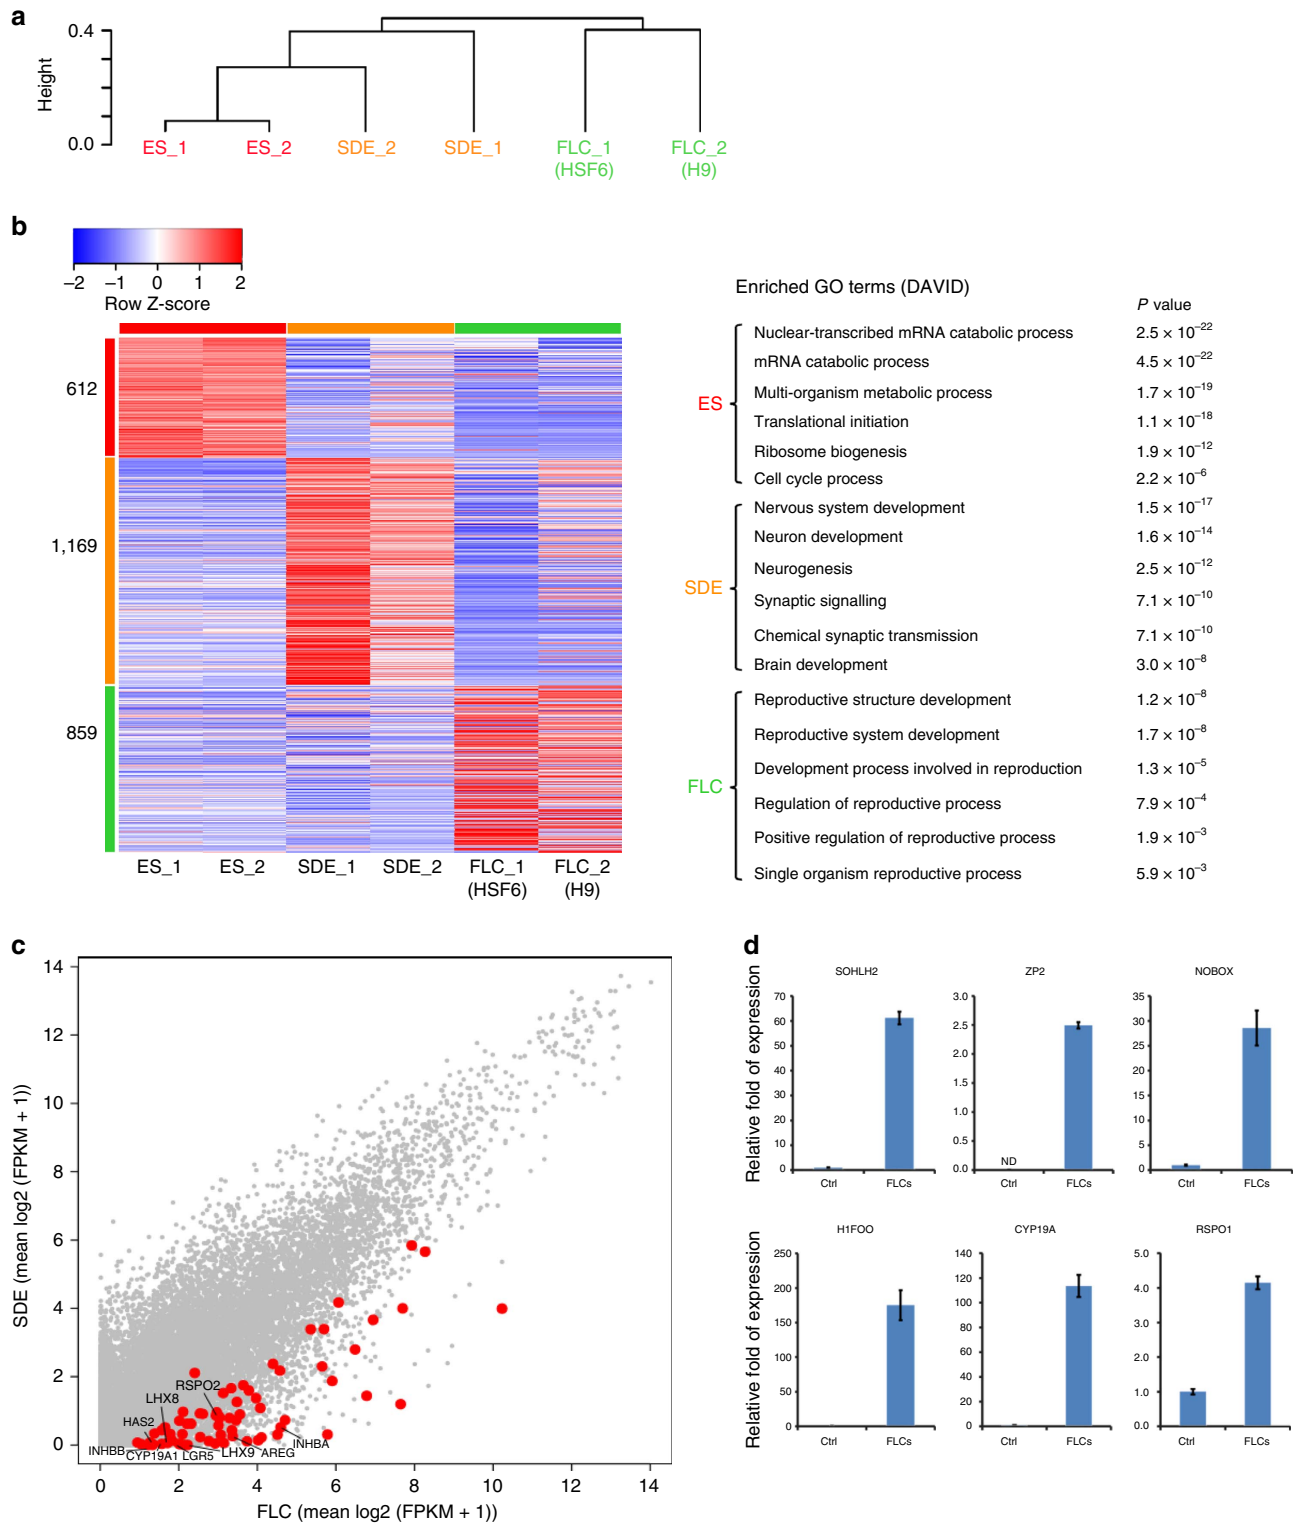 a
0.4
Height
0.0
ES_1 ES_2 SDE_2 SDE_1 FLC_1 FLC_2
(HSF6) (H9)
b
−2 −1 0 1 2
Row Z-score
612
1,169
859
ES_1 ES_2 SDE_1 SDE_2 FLC_1 FLC_2
(HSF6) (H9)
Enriched GO terms (DAVID)
P value
ES
Nuclear-transcribed mRNA catabolic process 2.5 × 10⁻²²
mRNA catabolic process 4.5 × 10⁻²²
Multi-organism metabolic process 1.7 × 10⁻¹⁹
Translational initiation 1.1 × 10⁻¹⁸
Ribosome biogenesis 1.9 × 10⁻¹²
Cell cycle process 2.2 × 10⁻⁶
SDE
Nervous system development 1.5 × 10⁻¹⁷
Neuron development 1.6 × 10⁻¹⁴
Neurogenesis 2.5 × 10⁻¹²
Synaptic signalling 7.1 × 10⁻¹⁰
Chemical synaptic transmission 7.1 × 10⁻¹⁰
Brain development 3.0 × 10⁻⁸
FLC
Reproductive structure development 1.2 × 10⁻⁸
Reproductive system development 1.7 × 10⁻⁸
Development process involved in reproduction 1.3 × 10⁻⁵
Regulation of reproductive process 7.9 × 10⁻⁴
Positive regulation of reproductive process 1.9 × 10⁻³
Single organism reproductive process 5.9 × 10⁻³
c
SDE (mean log2 (FPKM + 1))
14
12
10
8
6
4
2
0
RSPO2
LHX8
HAS2
INHBA
INHBB
LHX9 AREG
CYP19A1 LGR5
0 2 4 6 8 10 12 14
FLC (mean log2 (FPKM + 1))
d
Relative fold of expression
SOHLH2
70
60
50
40
30
20
10
0
Ctrl FLCs
ZP2
3.0
2.5
2.0
1.5
1.0
0.5
0.0
ND
Ctrl FLCs
NOBOX
35
30
25
20
15
10
5
0
Ctrl FLCs
Relative fold of expression
H1FOO
250
200
150
100
50
0
Ctrl FLCs
CYP19A
140
120
100
80
60
40
20
0
Ctrl FLCs
RSPO1
5.0
4.0
3.0
2.0
1.0
0.0
Ctrl FLCs